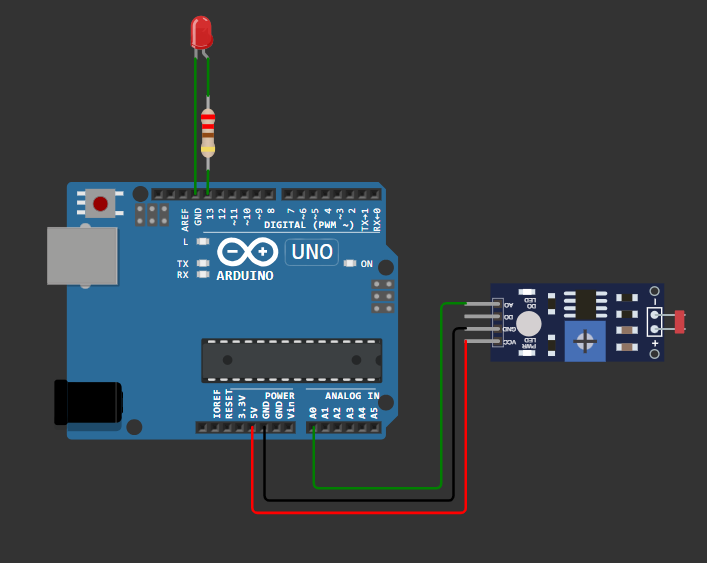 AREF
GND
13
12
~11
~10
~9
8
7
~6
~5
4
~3
2
TX→1
RX←0
DIGITAL (PWM ~)
L
UNO
TX
RX
ARDUINO
ON
AO
DO
GND
VCC
DO
LED
PWR
LED
−
+
POWER
ANALOG IN
IOREF
RESET
3.3V
5V
GND
GND
Vin
A0
A1
A2
A3
A4
A5